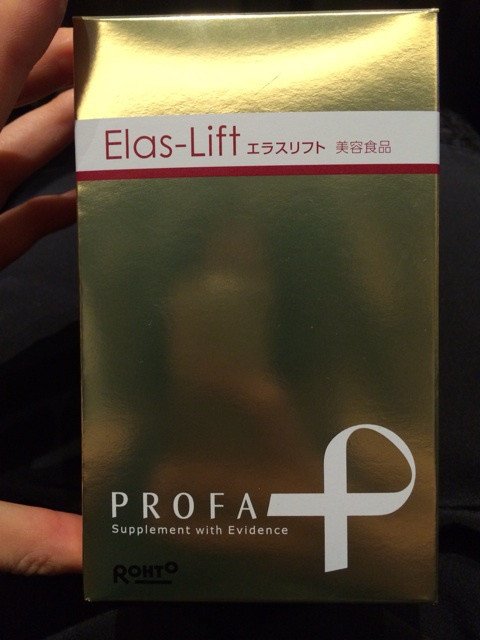 Elas-Lift エラスリフト 美容食品
PROFA
Supplement with Evidence
ROHTO